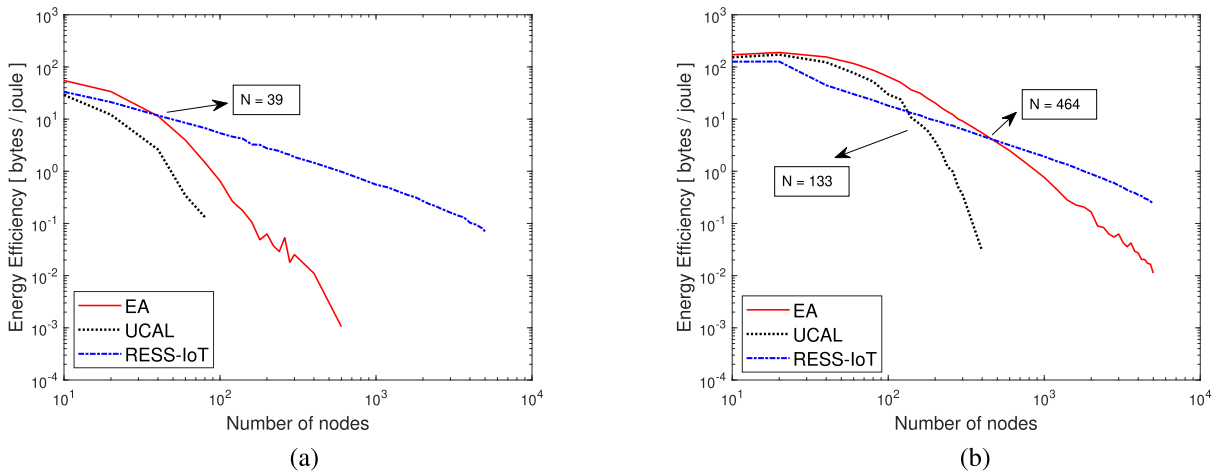 10^3
10^2
10^1
10^0
10^-1
10^-2
10^-3
10^-4
Energy Efficiency [ bytes / joule ]
N = 39
EA
UCAL
RESS-IoT
10^1
10^2
10^3
10^4
Number of nodes
(a)
10^3
10^2
10^1
10^0
10^-1
10^-2
10^-3
10^-4
Energy Efficiency [ bytes / joule ]
N = 464
N = 133
EA
UCAL
RESS-IoT
10^1
10^2
10^3
10^4
Number of nodes
(b)